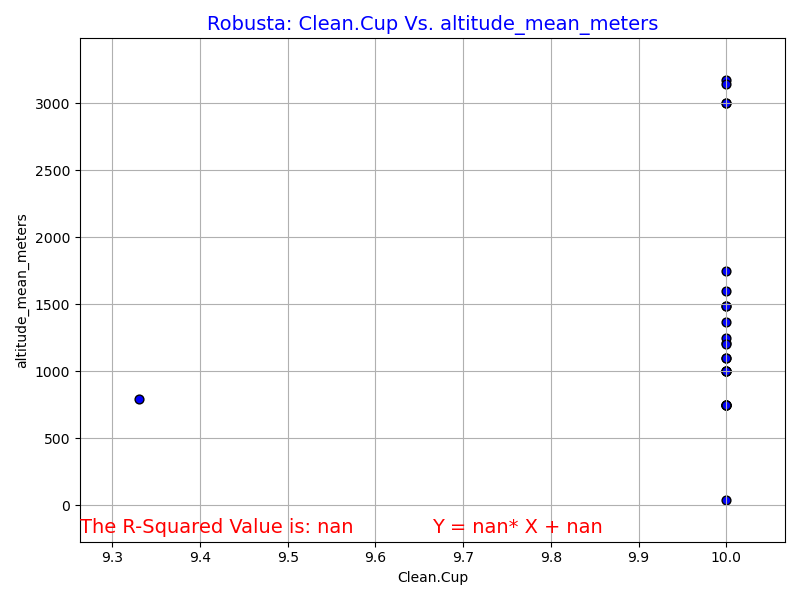 Robusta: Clean.Cup Vs. altitude_mean_meters
altitude_mean_meters
3000
2500
2000
1500
1000
500
0
The R-Squared Value is: nan
Y = nan* X + nan
9.3 9.4 9.5 9.6 9.7 9.8 9.9 10.0
Clean.Cup